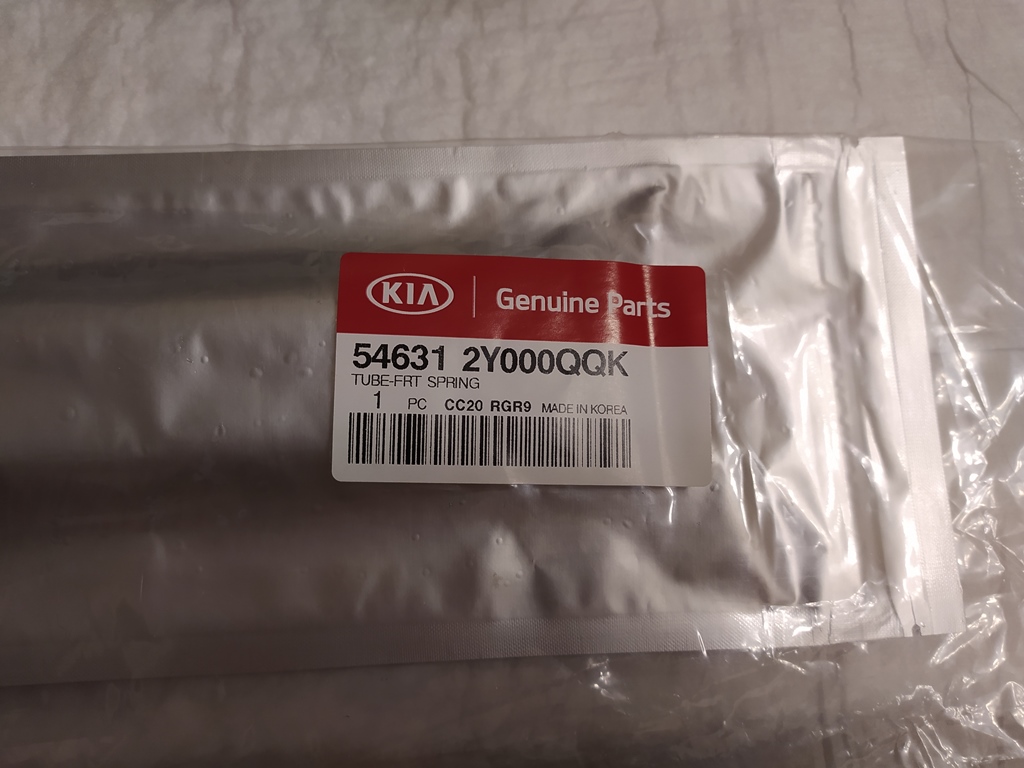 KIA Genuine Parts
54631 2Y000QQK
TUBE-FRT SPRING
1 PC CC20 RGR9 MADE IN KOREA